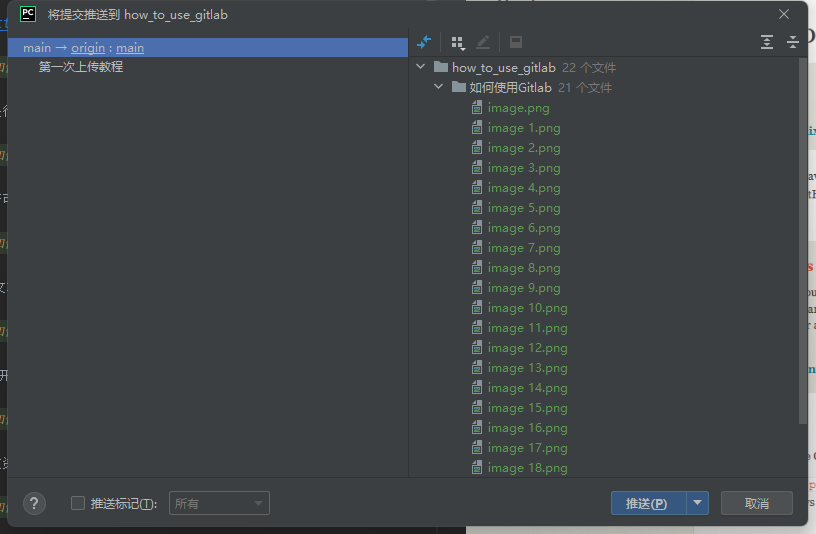 PC 将提交推送到 how_to_use_gitlab
main → origin : main
第一次上传教程
how_to_use_gitlab 22 个文件
如何使用Gitlab 21 个文件
image.png
image 1.png
image 2.png
image 3.png
image 4.png
image 5.png
image 6.png
image 7.png
image 8.png
image 9.png
image 10.png
image 11.png
image 12.png
image 13.png
image 14.png
image 15.png
image 16.png
image 17.png
image 18.png
? 推送标记(T): 所有 推送(P) 取消